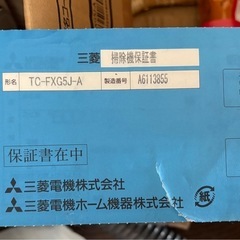 三菱 掃除機保証書
形名 TC-FXG5J-A 製造番号 A6113855
保証書在中
三菱電機株式会社
三菱電機ホーム機器株式会社
紙